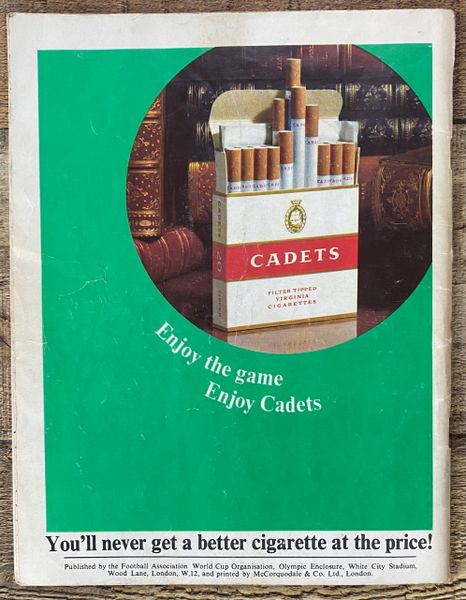 CADETS
FILTER TIPPED
VIRGINIA
CIGARETTES
CADETS 20
Enjoy the game
Enjoy Cadets
You'll never get a better cigarette at the price!
Published by the Football Association World Cup Organisation, Olympic Enclosure, White City Stadium,
Wood Lane, London, W.12, and printed by McCorquodale & Co. Ltd., London.